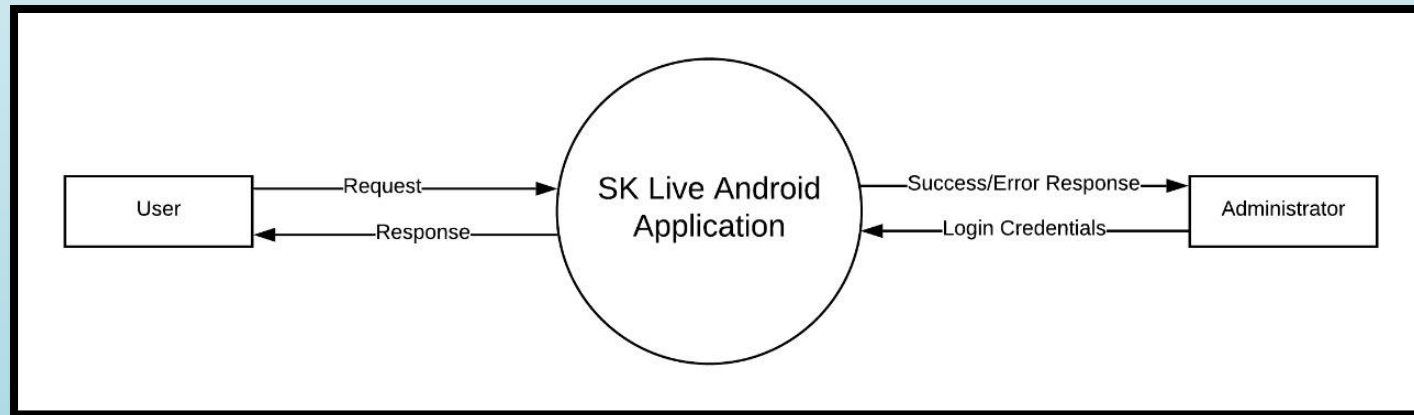 User
Request
Response
SK Live Android
Application
Success/Error Response
Login Credentials
Administrator